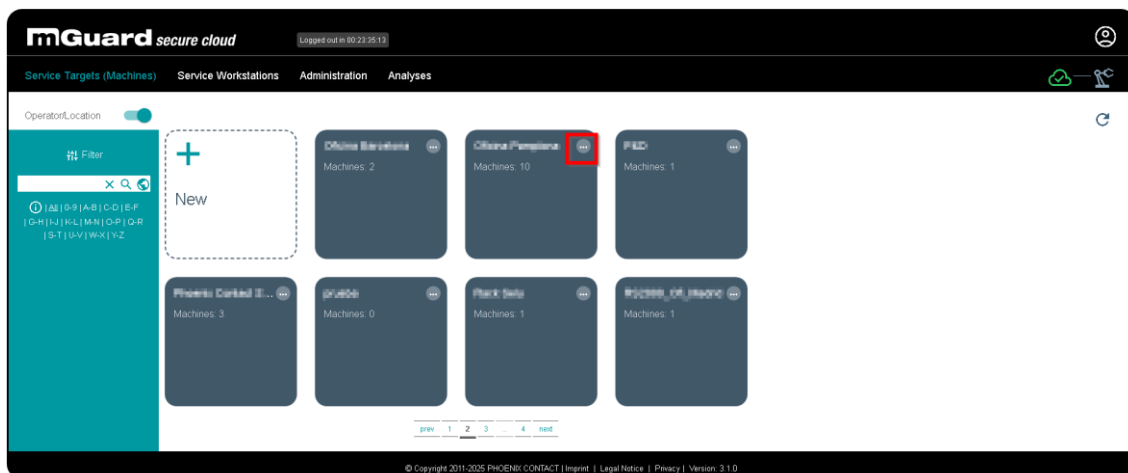 mGuard secure cloud
Logged out in 00:23:35:13
Service Targets (Machines) Service Workstations Administration Analyses
Operator/Location
Filter
| All | 0-9 | A-B | C-D | E-F
| G-H | I-J | K-L | M-N | O-P | Q-R
| S-T | U-V | W-X | Y-Z
New
Machines: 2
Machines: 10
Machines: 1
Machines: 3
Machines: 0
Machines: 1
Machines: 1
prev 1 2 3 ... 4 next
© Copyright 2011-2025 PHOENIX CONTACT | Imprint | Legal Notice | Privacy | Version: 3.1.0